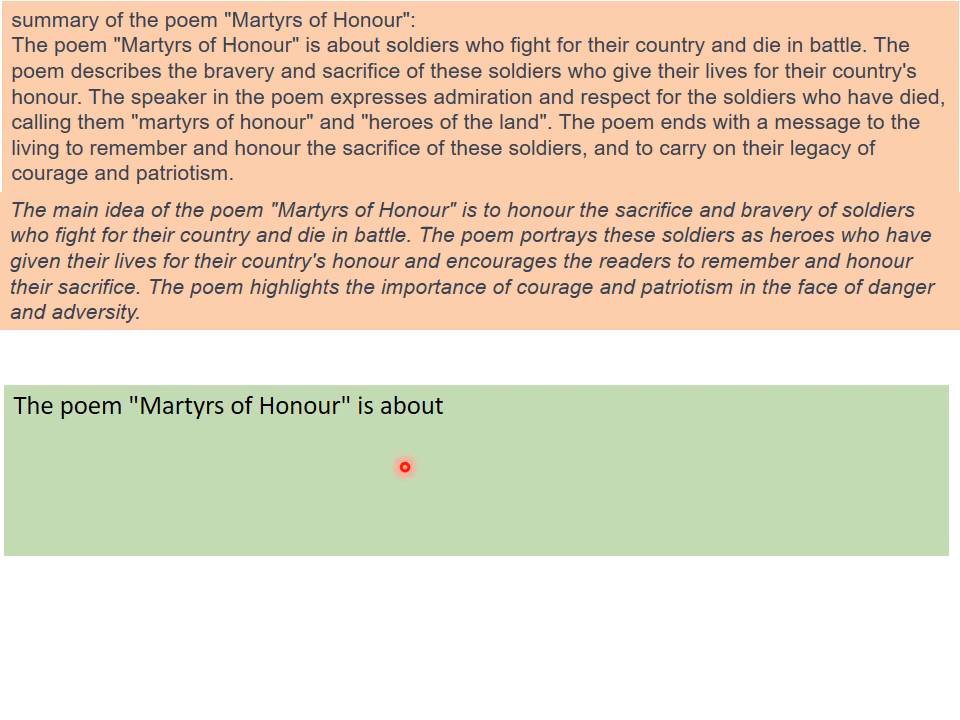 summary of the poem "Martyrs of Honour":
The poem "Martyrs of Honour" is about soldiers who fight for their country and die in battle. The
poem describes the bravery and sacrifice of these soldiers who give their lives for their country's
honour. The speaker in the poem expresses admiration and respect for the soldiers who have died,
calling them "martyrs of honour" and "heroes of the land". The poem ends with a message to the
living to remember and honour the sacrifice of these soldiers, and to carry on their legacy of
courage and patriotism.
The main idea of the poem "Martyrs of Honour" is to honour the sacrifice and bravery of soldiers
who fight for their country and die in battle. The poem portrays these soldiers as heroes who have
given their lives for their country's honour and encourages the readers to remember and honour
their sacrifice. The poem highlights the importance of courage and patriotism in the face of danger
and adversity.
The poem "Martyrs of Honour" is about